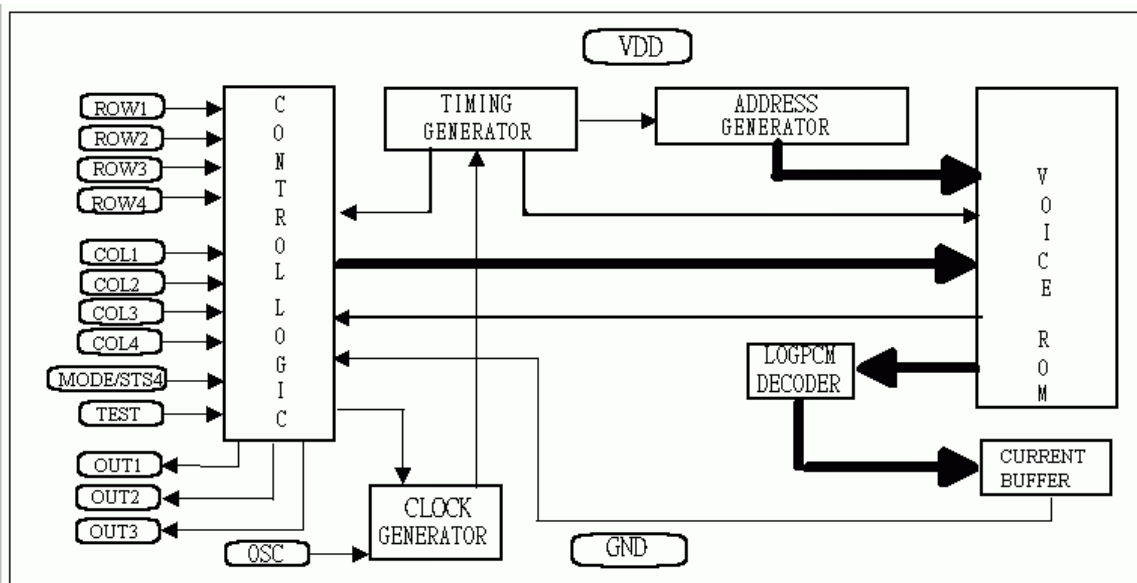 VDD
ROW1
ROW2
ROW3
ROW4
COL1
COL2
COL3
COL4
MODE/STS4
TEST
OUT1
OUT2
OUT3
OSC
CONTROL LOGIC
TIMING
GENERATOR
ADDRESS
GENERATOR
VOICE ROM
LOGPCM
DECODER
CURRENT
BUFFER
CLOCK
GENERATOR
GND